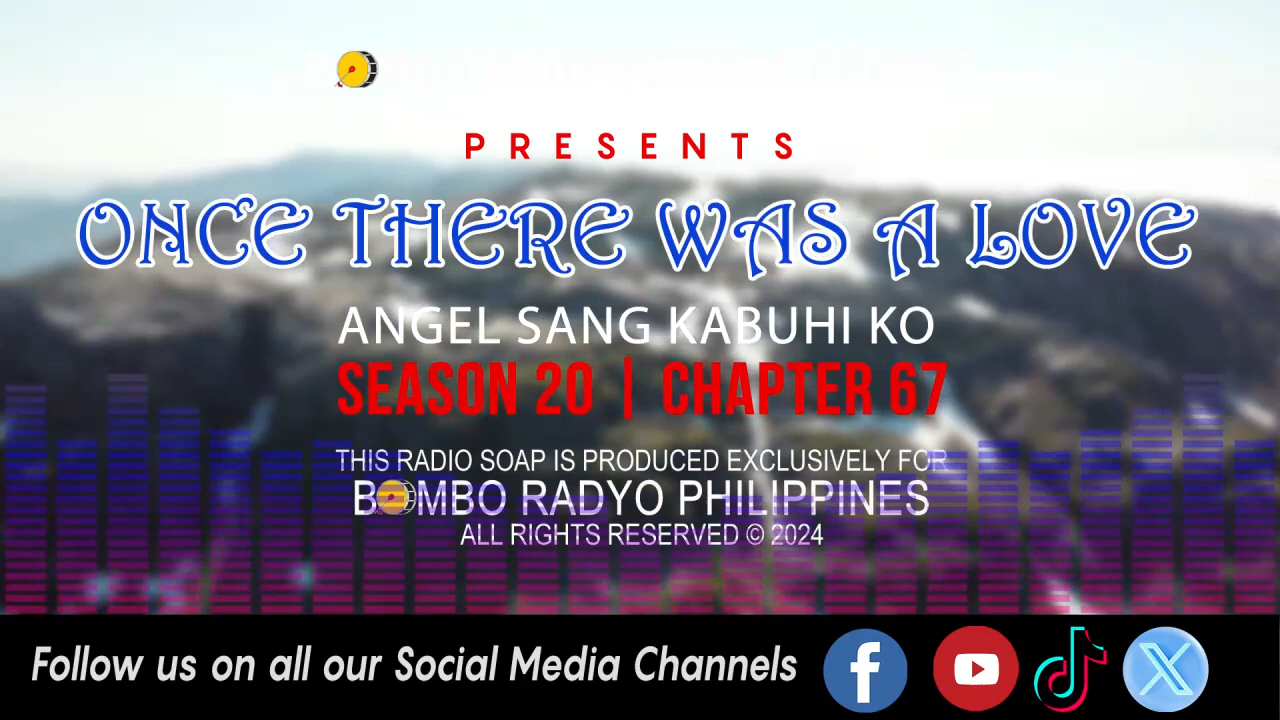 PRESENTS
ONCE THERE WAS A LOVE
ANGEL SANG KABUHI KO
SEASON 20 | CHAPTER 67
THIS RADIO SOAP IS PRODUCED EXCLUSIVELY FOR
BOMBO RADYO PHILIPPINES
ALL RIGHTS RESERVED © 2024
Follow us on all our Social Media Channels